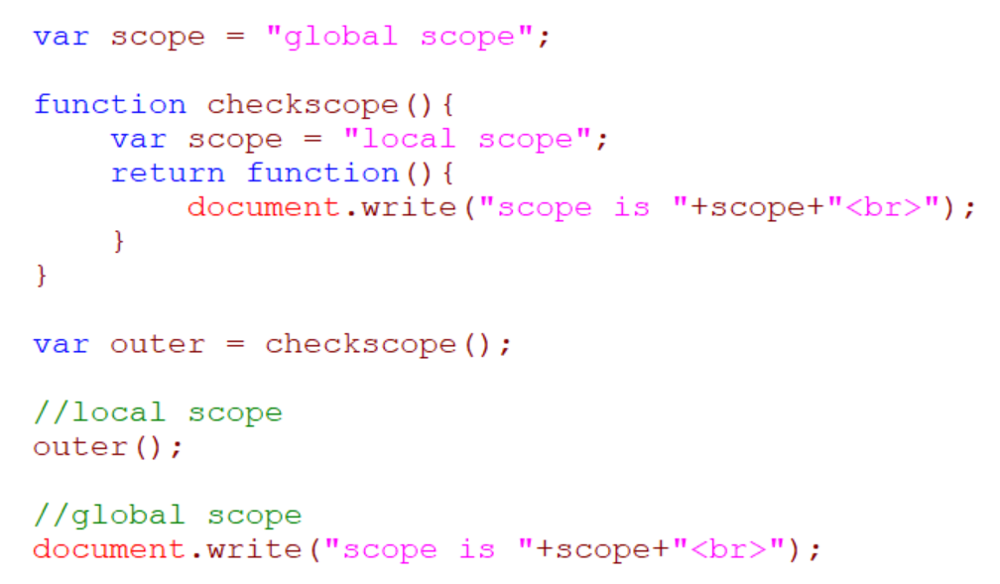 var scope = "global scope";
function checkscope(){
    var scope = "local scope";
    return function(){
        document.write("scope is "+scope+"<br>");
    }
}
var outer = checkscope();
//local scope
outer();
//global scope
document.write("scope is "+scope+"<br>");